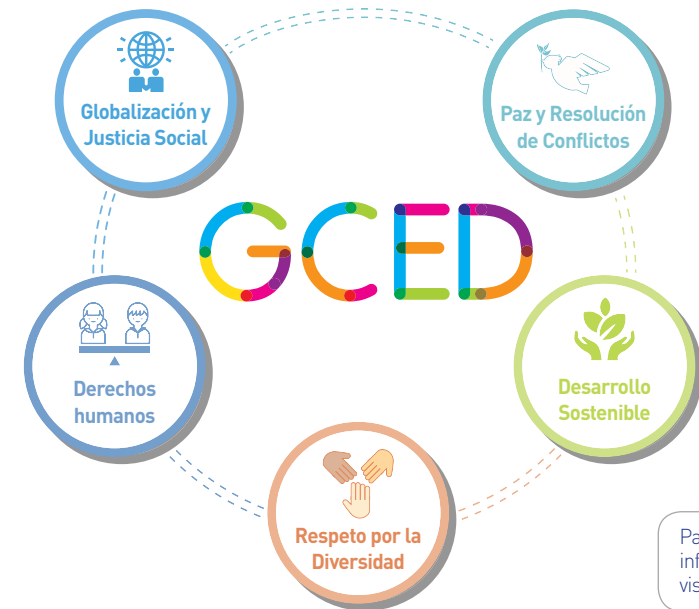 Globalización y
Justicia Social
Paz y Resolución
de Conflictos
GCED
Derechos
humanos
Desarrollo
Sostenible
Respeto por la
Diversidad